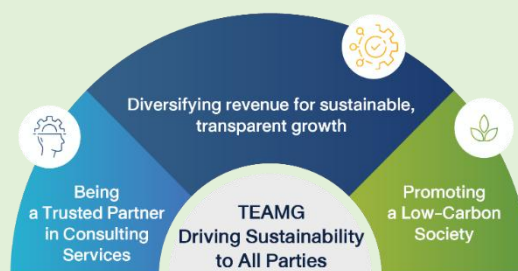 Diversifying revenue for sustainable,
transparent growth
Being
a Trusted Partner
in Consulting
Services
TEAMG
Driving Sustainability
to All Parties
Promoting
a Low-Carbon
Society